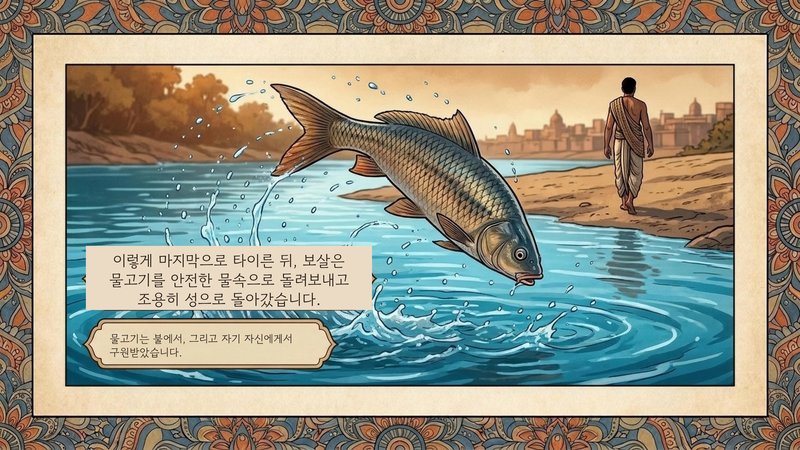 이렇게 마지막으로 타이른 뒤, 보살은
물고기를 안전한 물속으로 돌려보내고
조용히 성으로 돌아갔습니다.
물고기는 불에서, 그리고 자기 자신에게서
구원받았습니다.